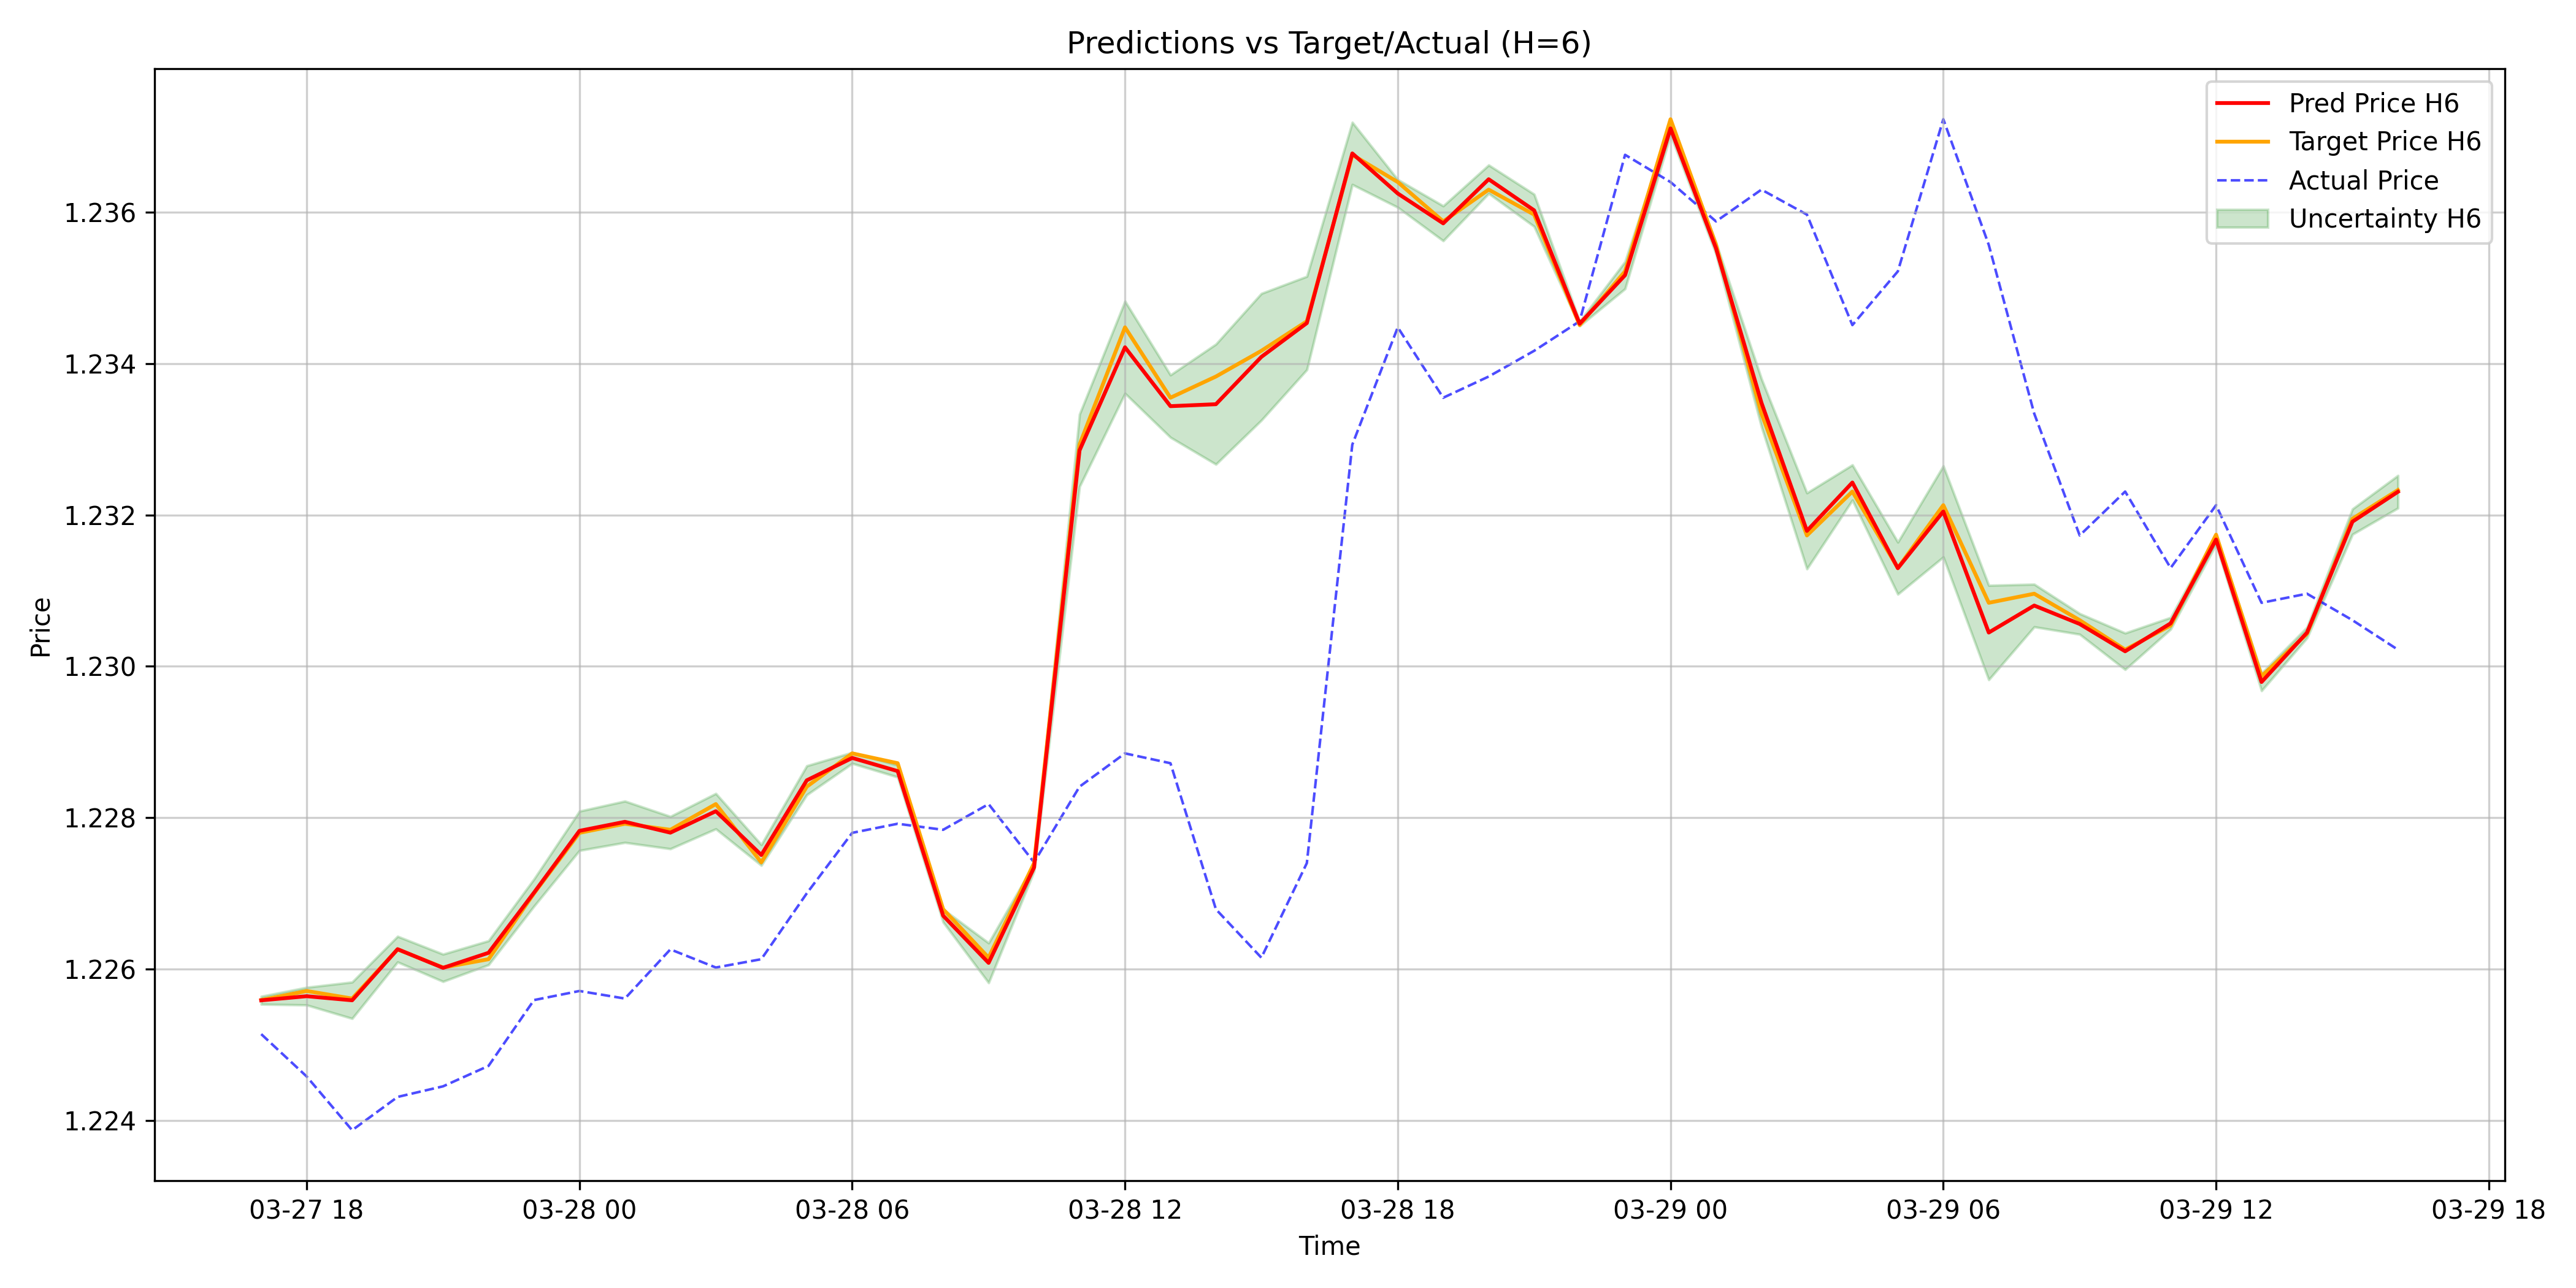 Predictions vs Target/Actual (H=6)
Pred Price H6
Target Price H6
Actual Price
Uncertainty H6
Price
1.236
1.234
1.232
1.230
1.228
1.226
1.224
03-27 18
03-28 00
03-28 06
03-28 12
03-28 18
03-29 00
03-29 06
03-29 12
03-29 18
Time